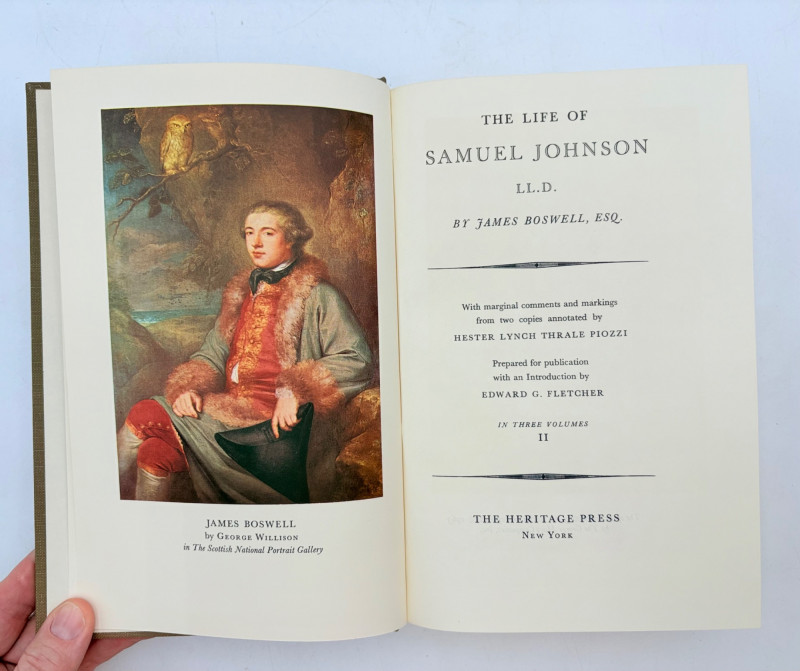 JAMES BOSWELL
by GEORGE WILLISON
in The Scottish National Portrait Gallery
THE LIFE OF
SAMUEL JOHNSON
LL.D.
BY JAMES BOSWELL, ESQ.
With marginal comments and markings
from two copies annotated by
HESTER LYNCH THRALE PIOZZI
Prepared for publication
with an Introduction by
EDWARD G. FLETCHER
IN THREE VOLUMES
II
THE HERITAGE PRESS
NEW YORK